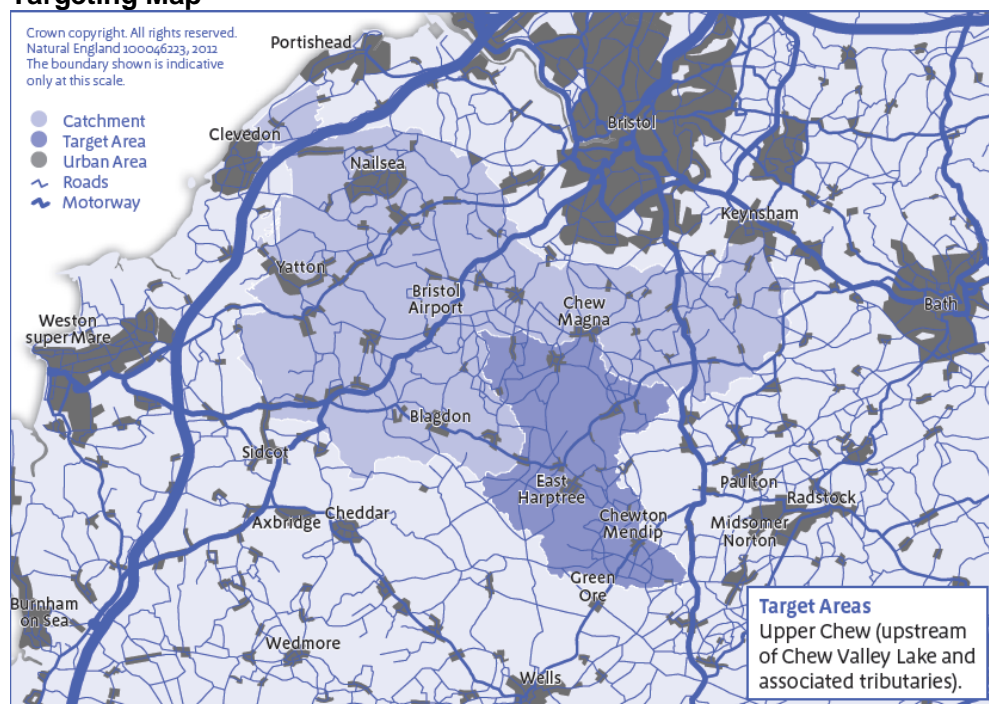 Targeting Map
Crown copyright. All rights reserved.
Natural England 100046223, 2012
The boundary shown is indicative
only at this scale.
Catchment
Target Area
Urban Area
Roads
Motorway
Portishead
Clevedon
Nailsea
Bristol
Keynsham
Yatton
Bristol
Airport
Chew
Magna
Bath
Weston
superMare
Blagdon
Sidcot
East
Harptree
Paulton
Radstock
Axbridge
Cheddar
Chewton
Mendip
Midsomer
Norton
Green
Ore
Burnham
on Sea
Wedmore
Wells
Target Areas
Upper Chew (upstream
of Chew Valley Lake and
associated tributaries).